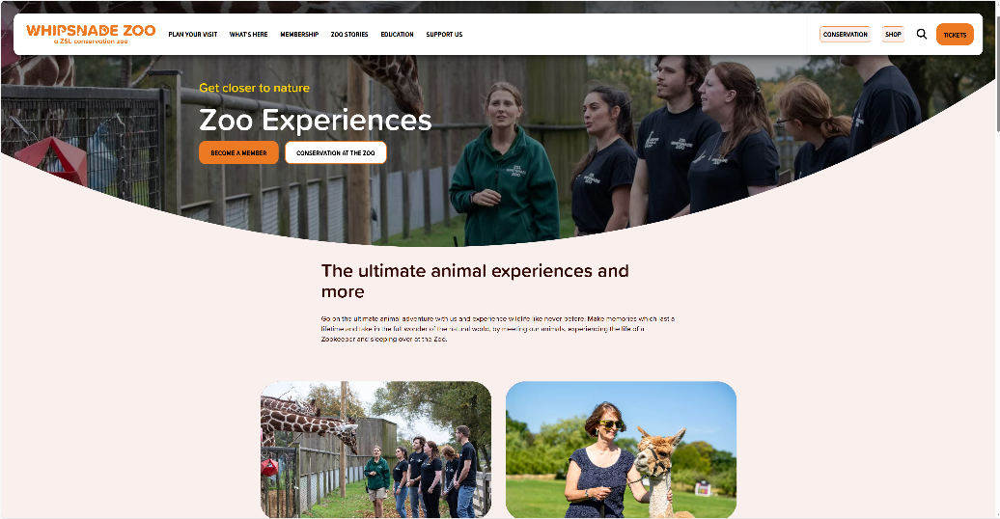 WHIPSNADE ZOO
a ZSL conservation zoo
PLAN YOUR VISIT
WHAT'S HERE
MEMBERSHIP
ZOO STORIES
EDUCATION
SUPPORT US
CONSERVATION
SHOP
TICKETS
Get closer to nature
Zoo Experiences
BECOME A MEMBER
CONSERVATION AT THE ZOO
ZSL
WHIPSNADE
ZOO
The ultimate animal experiences and
more
Go on the ultimate animal adventure with us and experience wildlife like never before. Make memories which last a
lifetime and take in the full wonder of the natural world, by meeting our animals, experiencing the life of a
Zookeeper and sleeping over at the Zoo.